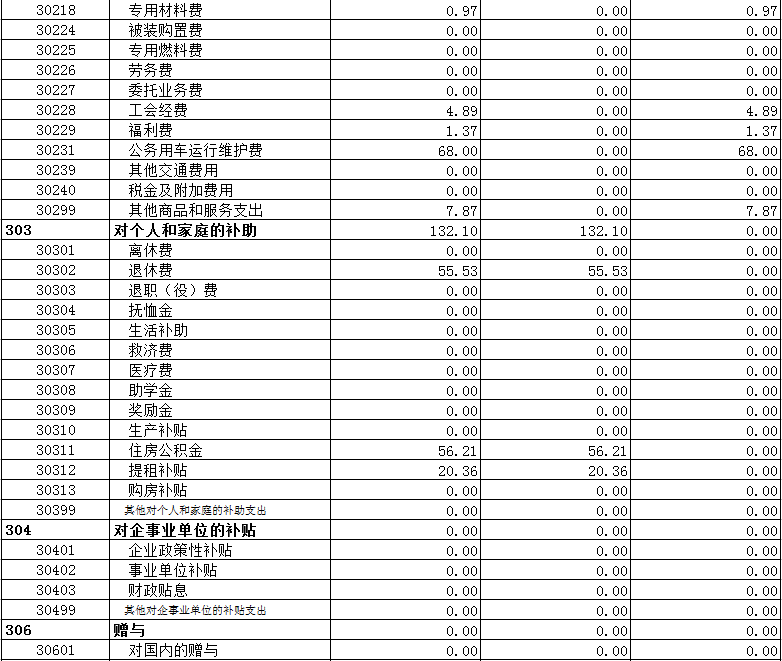 30218 专用材料费 0.97 0.00 0.97
30224 被装购置费 0.00 0.00 0.00
30225 专用燃料费 0.00 0.00 0.00
30226 劳务费 0.00 0.00 0.00
30227 委托业务费 0.00 0.00 0.00
30228 工会经费 4.89 0.00 4.89
30229 福利费 1.37 0.00 1.37
30231 公务用车运行维护费 68.00 0.00 68.00
30239 其他交通费用 0.00 0.00 0.00
30240 税金及附加费用 0.00 0.00 0.00
30299 其他商品和服务支出 7.87 0.00 7.87
303 对个人和家庭的补助 132.10 132.10 0.00
30301 离休费 0.00 0.00 0.00
30302 退休费 55.53 55.53 0.00
30303 退职（役）费 0.00 0.00 0.00
30304 抚恤金 0.00 0.00 0.00
30305 生活补助 0.00 0.00 0.00
30306 救济费 0.00 0.00 0.00
30307 医疗费 0.00 0.00 0.00
30308 助学金 0.00 0.00 0.00
30309 奖励金 0.00 0.00 0.00
30310 生产补贴 0.00 0.00 0.00
30311 住房公积金 56.21 56.21 0.00
30312 提租补贴 20.36 20.36 0.00
30313 购房补贴 0.00 0.00 0.00
30399 其他对个人和家庭的补助支出 0.00 0.00 0.00
304 对企事业单位的补贴 0.00 0.00 0.00
30401 企业政策性补贴 0.00 0.00 0.00
30402 事业单位补贴 0.00 0.00 0.00
30403 财政贴息 0.00 0.00 0.00
30499 其他对企事业单位的补贴支出 0.00 0.00 0.00
306 赠与 0.00 0.00 0.00
30601 对国内的赠与 0.00 0.00 0.00